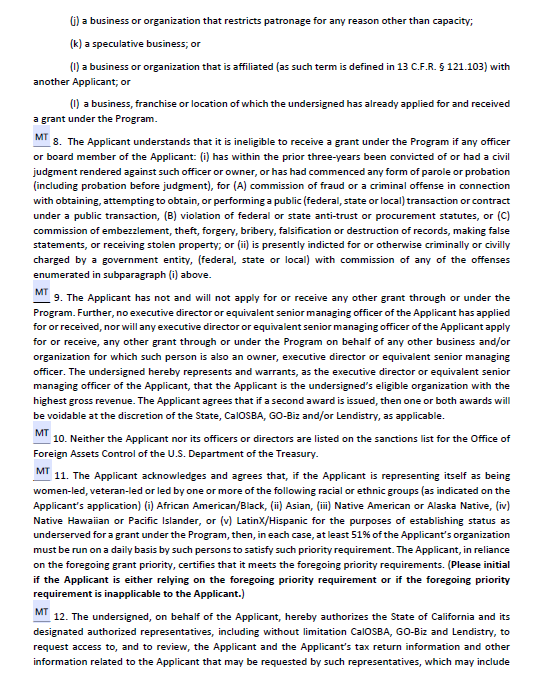 (j) a business or organization that restricts patronage for any reason other than capacity;
(k) a speculative business; or
(l) a business or organization that is affiliated (as such term is defined in 13 C.F.R. § 121.103) with
another Applicant; or
(l) a business, franchise or location of which the undersigned has already applied for and received
a grant under the Program.
MT 8. The Applicant understands that it is ineligible to receive a grant under the Program if any officer
or board member of the Applicant: (i) has within the prior three-years been convicted of or had a civil
judgment rendered against such officer or owner, or has had commenced any form of parole or probation
(including probation before judgment), for (A) commission of fraud or a criminal offense in connection
with obtaining, attempting to obtain, or performing a public (federal, state or local) transaction or contract
under a public transaction, (B) violation of federal or state anti-trust or procurement statutes, or (C)
commission of embezzlement, theft, forgery, bribery, falsification or destruction of records, making false
statements, or receiving stolen property; or (ii) is presently indicted for or otherwise criminally or civilly
charged by a government entity, (federal, state or local) with commission of any of the offenses
enumerated in subparagraph (i) above.
MT 9. The Applicant has not and will not apply for or receive any other grant through or under the
Program. Further, no executive director or equivalent senior managing officer of the Applicant has applied
for or received, nor will any executive director or equivalent senior managing officer of the Applicant apply
for or receive, any other grant through or under the Program on behalf of any other business and/or
organization for which such person is also an owner, executive director or equivalent senior managing
officer. The undersigned hereby represents and warrants, as the executive director or equivalent senior
managing officer of the Applicant, that the Applicant is the undersigned's eligible organization with the
highest gross revenue. The Applicant agrees that if a second award is issued, then one or both awards will
be voidable at the discretion of the State, CalOSBA, GO-Biz and/or Lendistry, as applicable.
MT 10. Neither the Applicant nor its officers or directors are listed on the sanctions list for the Office of
Foreign Assets Control of the U.S. Department of the Treasury.
MT 11. The Applicant acknowledges and agrees that, if the Applicant is representing itself as being
women-led, veteran-led or led by one or more of the following racial or ethnic groups (as indicated on the
Applicant's application) (i) African American/Black, (ii) Asian, (iii) Native American or Alaska Native, (iv)
Native Hawaiian or Pacific Islander, or (v) LatinX/Hispanic for the purposes of establishing status as
underserved for a grant under the Program, then, in each case, at least 51% of the Applicant's organization
must be run on a daily basis by such persons to satisfy such priority requirement. The Applicant, in reliance
on the foregoing grant priority, certifies that it meets the foregoing priority requirements. (Please initial
if the Applicant is either relying on the foregoing priority requirement or if the foregoing priority
requirement is inapplicable to the Applicant.)
MT 12. The undersigned, on behalf of the Applicant, hereby authorizes the State of California and its
designated authorized representatives, including without limitation CalOSBA, GO-Biz and Lendistry, to
request access to, and to review, the Applicant and the Applicant's tax return information and other
information related to the Applicant that may be requested by such representatives, which may include